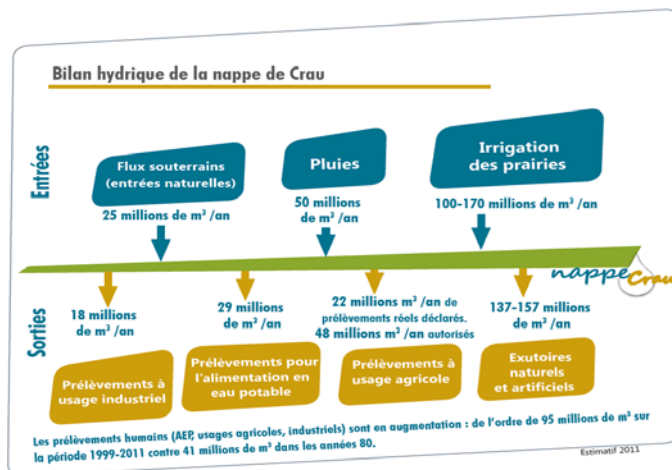 Bilan hydrique de la nappe de Crau
Entrées
Flux souterrains
(entrées naturelles)
25 millions de m³ /an
Pluies
50 millions
de m³ /an
Irrigation
des prairies
100-170 millions de m³ /an
nappe Crau
Sorties
18 millions
de m³ /an
Prélèvements à
usage industriel
29 millions
de m³ /an
Prélèvements pour
l'alimentation en
eau potable
22 millions m³ /an de
prélèvements réels déclarés.
48 millions m³ /an autorisés
Prélèvements à
usage agricole
137-157 millions
de m³ /an
Exutoires
naturels
et artificiels
Les prélèvements humains (AEP, usages agricoles, industriels) sont en augmentation : de l'ordre de 95 millions de m³ sur
la période 1999-2011 contre 41 millions de m³ dans les années 80.
Estimatif 2011